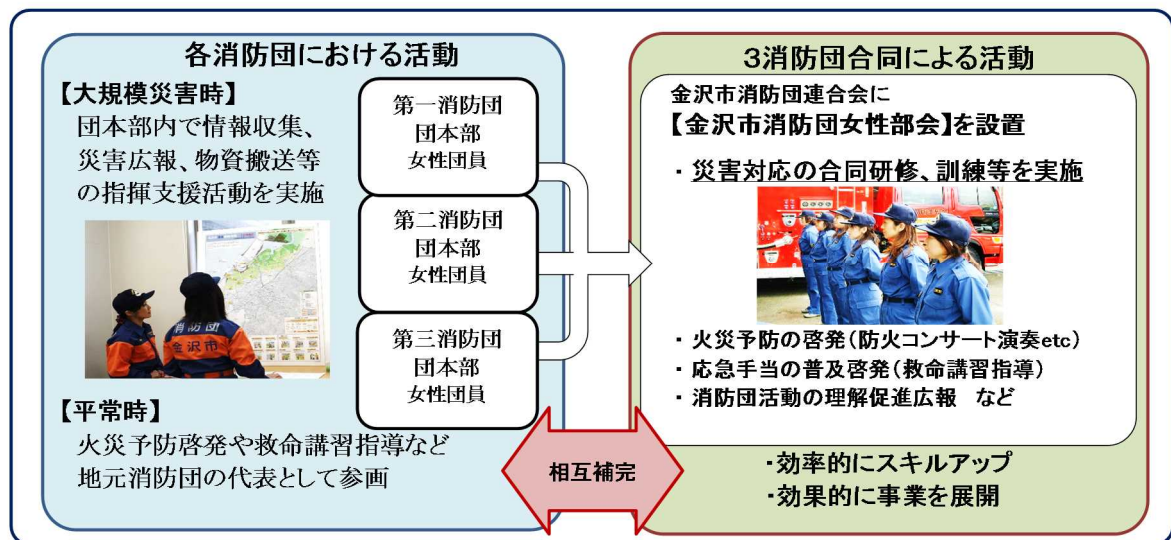 各消防団における活動
【大規模災害時】
団本部内で情報収集、
災害広報、物資搬送等
の指揮支援活動を実施
消防団
金沢市
【平常時】
火災予防啓発や救命講習指導など
地元消防団の代表として参画
第一消防団
団本部
女性団員
第二消防団
団本部
女性団員
第三消防団
団本部
女性団員
相互補完
3消防団合同による活動
金沢市消防団連合会に
【金沢市消防団女性部会】を設置
・災害対応の合同研修、訓練等を実施
・火災予防の啓発(防火コンサート演奏etc)
・応急手当の普及啓発(救命講習指導)
・消防団活動の理解促進広報 など
・効率的にスキルアップ
・効果的に事業を展開